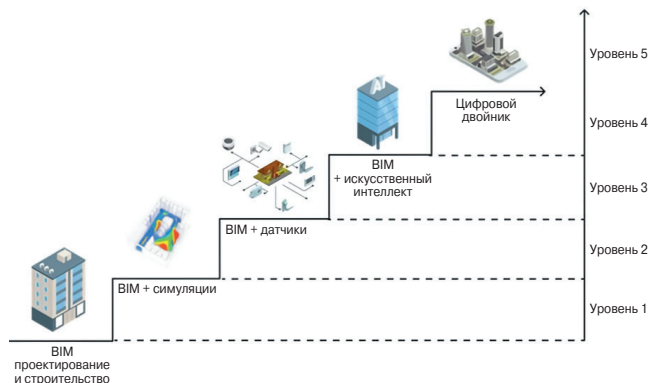 Уровень 5
Цифровой
двойник
Уровень 4
BIM
+ искусственный
интеллект
Уровень 3
BIM + датчики
Уровень 2
BIM + симуляции
Уровень 1
BIM
проектирование
и строительство